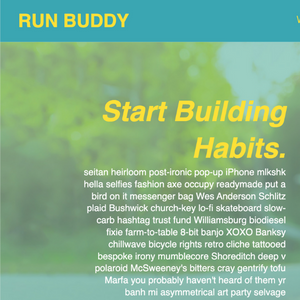 RUN BUDDY
Start Building
Habits.
seitan heirloom post-ironic pop-up iPhone mlkshk
hella selfies fashion axe occupy readymade put a
bird on it messenger bag Wes Anderson Schlitz
plaid Bushwick church-key lo-fi skateboard slow-
carb hashtag trust fund Williamsburg biodiesel
fixie farm-to-table 8-bit banjo XOXO Banksy
chillwave bicycle rights retro cliche tattooed
bespoke irony mumblecore Shoreditch deep v
polaroid McSweeney's bitters cray gentrify tofu
Marfa you probably haven't heard of them yr
banh mi asymmetrical art party selvage